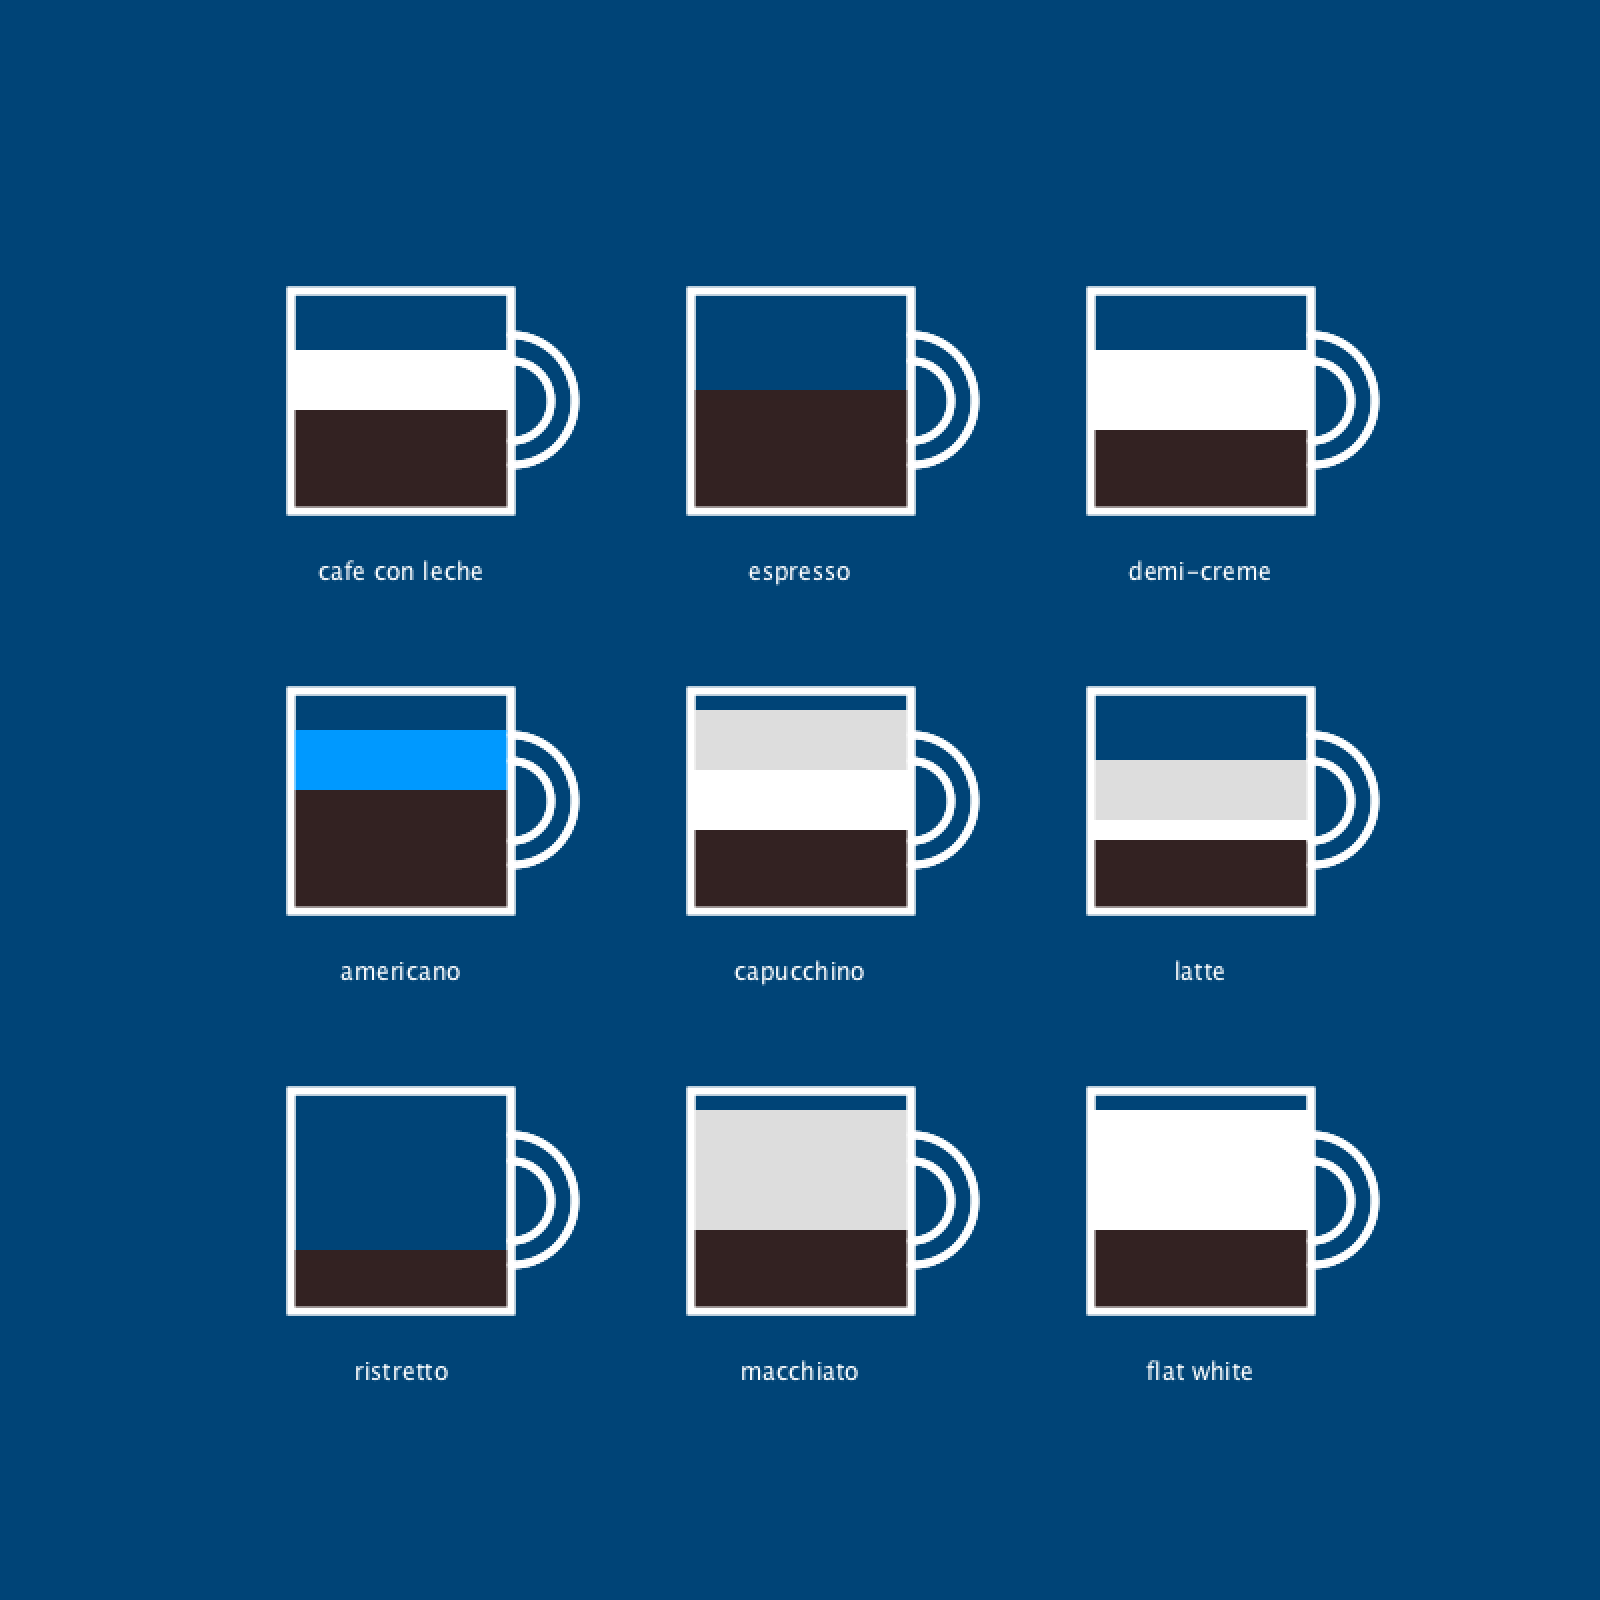 cafe con leche
espresso
demi-creme
americano
capucchino
latte
ristretto
macchiato
flat white